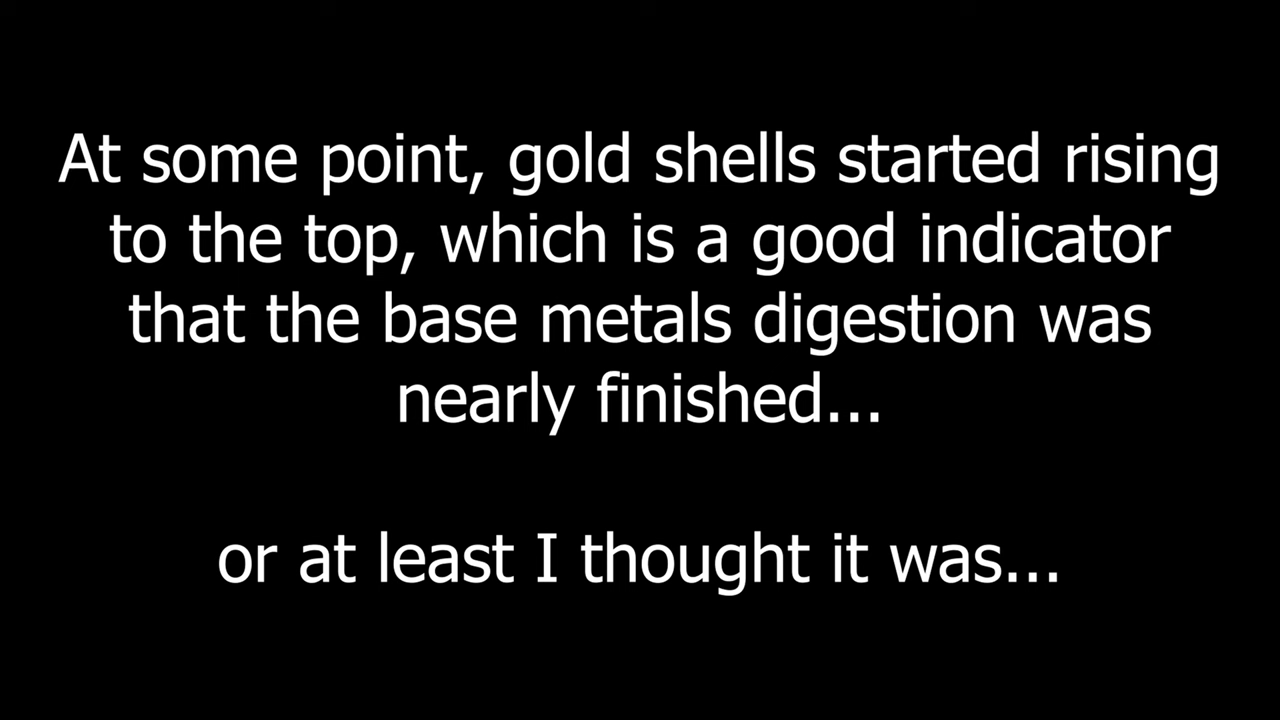 At some point, gold shells started rising
to the top, which is a good indicator
that the base metals digestion was
nearly finished...
or at least I thought it was...